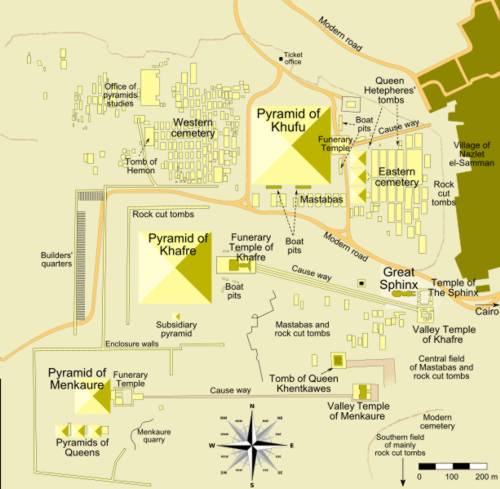 Modern road
Ticket
office
Office of
pyramids
studies
Queen
Hetepheres'
tombs
Western
cemetery
Pyramid of
Khufu
Boat
pits
Cause way
Funerary
Temple
Village of
Nazlet
el-Samman
Tomb of
Hemon
Eastern
cemetery
Rock
cut
tombs
Mastabas
Rock cut tombs
Boat
pits
Modern road
Builders'
quarters
Pyramid of
Khafre
Funerary
Temple of
Khafre
Cause way
Boat
pits
Great
Sphinx
Temple of
The Sphinx
Cairo
Subsidiary
pyramid
Mastabas and
rock cut tombs
Valley Temple
of Khafre
Enclosure walls
Central field
of Mastabas and
rock cut tombs
Pyramid of
Menkaure
Funerary
Temple
Tomb of Queen
Khentkawes
Cause way
Valley Temple
of Menkaure
Pyramids of
Queens
Menkaure
quarry
N
W
E
S
Modern
cemetery
Southern field
of mainly
rock cut tombs
0
100
200 m